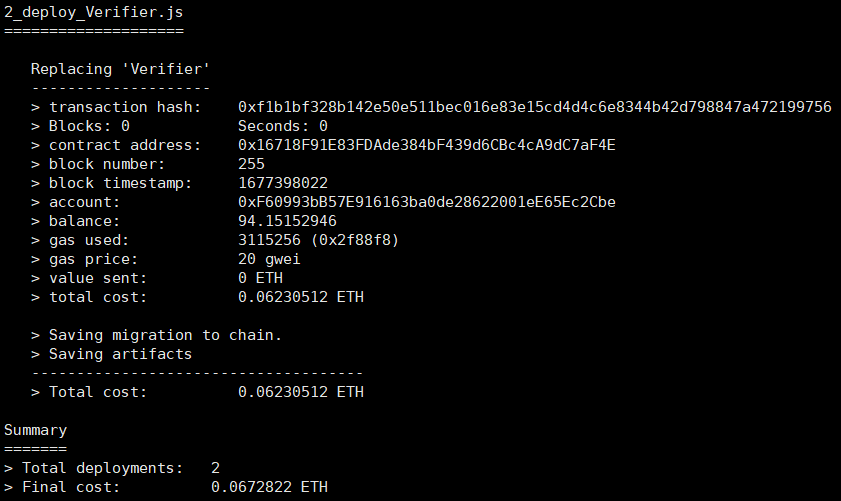 2_deploy_Verifier.js
====================
Replacing 'Verifier'
--------------------
> transaction hash:    0xf1b1bf328b142e50e511bec016e83e15cd4d4c6e8344b42d798847a472199756
> Blocks: 0            Seconds: 0
> contract address:    0x16718F91E83FDAde384bF439d6CBc4cA9dC7aF4E
> block number:        255
> block timestamp:     1677398022
> account:             0xF60993bB57E916163ba0de28622001eE65Ec2Cbe
> balance:             94.15152946
> gas used:            3115256 (0x2f88f8)
> gas price:           20 gwei
> value sent:          0 ETH
> total cost:          0.06230512 ETH
> Saving migration to chain.
> Saving artifacts
-------------------------------------
> Total cost:          0.06230512 ETH
Summary
=======
> Total deployments:   2
> Final cost:          0.0672822 ETH